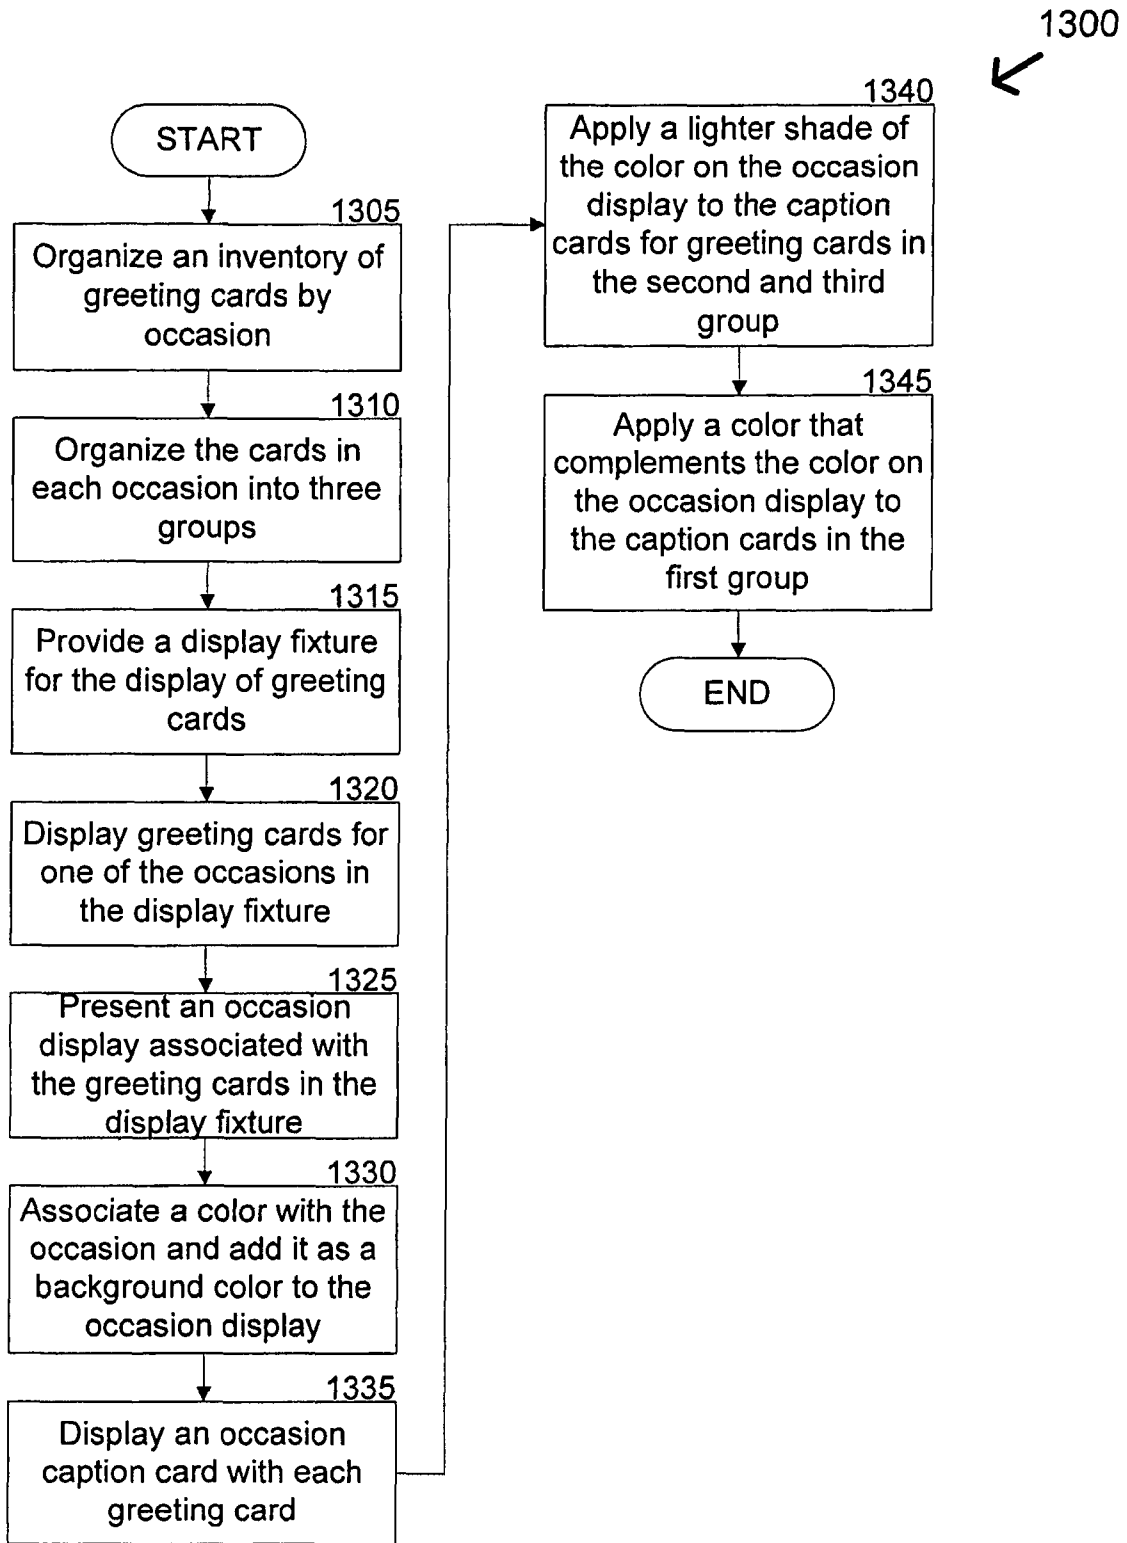 1300
START
1305
Organize an inventory of
greeting cards by
occasion
1310
Organize the cards in
each occasion into three
groups
1315
Provide a display fixture
for the display of greeting
cards
1320
Display greeting cards for
one of the occasions in
the display fixture
1325
Present an occasion
display associated with
the greeting cards in the
display fixture
1330
Associate a color with the
occasion and add it as a
background color to the
occasion display
1335
Display an occasion
caption card with each
greeting card
1340
Apply a lighter shade of
the color on the occasion
display to the caption
cards for greeting cards in
the second and third
group
1345
Apply a color that
complements the color on
the occasion display to
the caption cards in the
first group
END